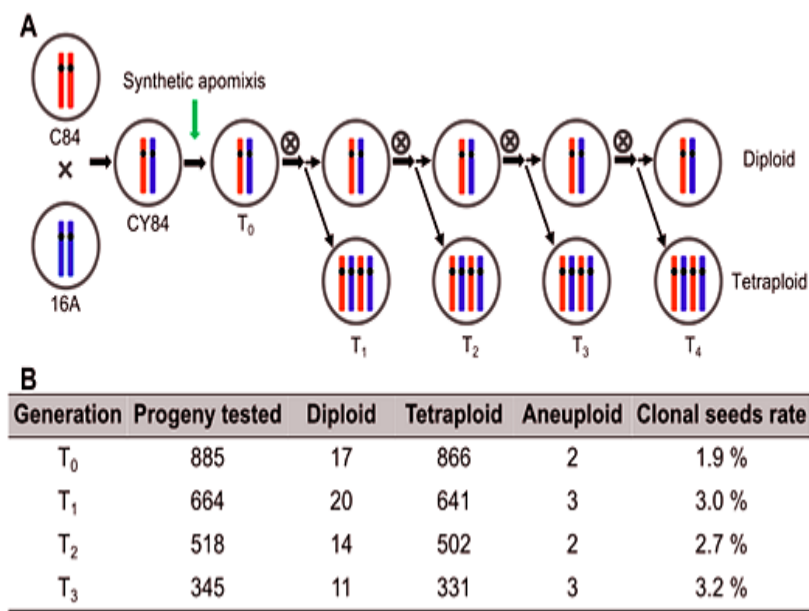 A
Synthetic apomixis
C84
×
16A
CY84
T₀
Diploid
Tetraploid
T₁ T₂ T₃ T₄
B
Generation Progeny tested Diploid Tetraploid Aneuploid Clonal seeds rate
T₀ 885 17 866 2 1.9 %
T₁ 664 20 641 3 3.0 %
T₂ 518 14 502 2 2.7 %
T₃ 345 11 331 3 3.2 %